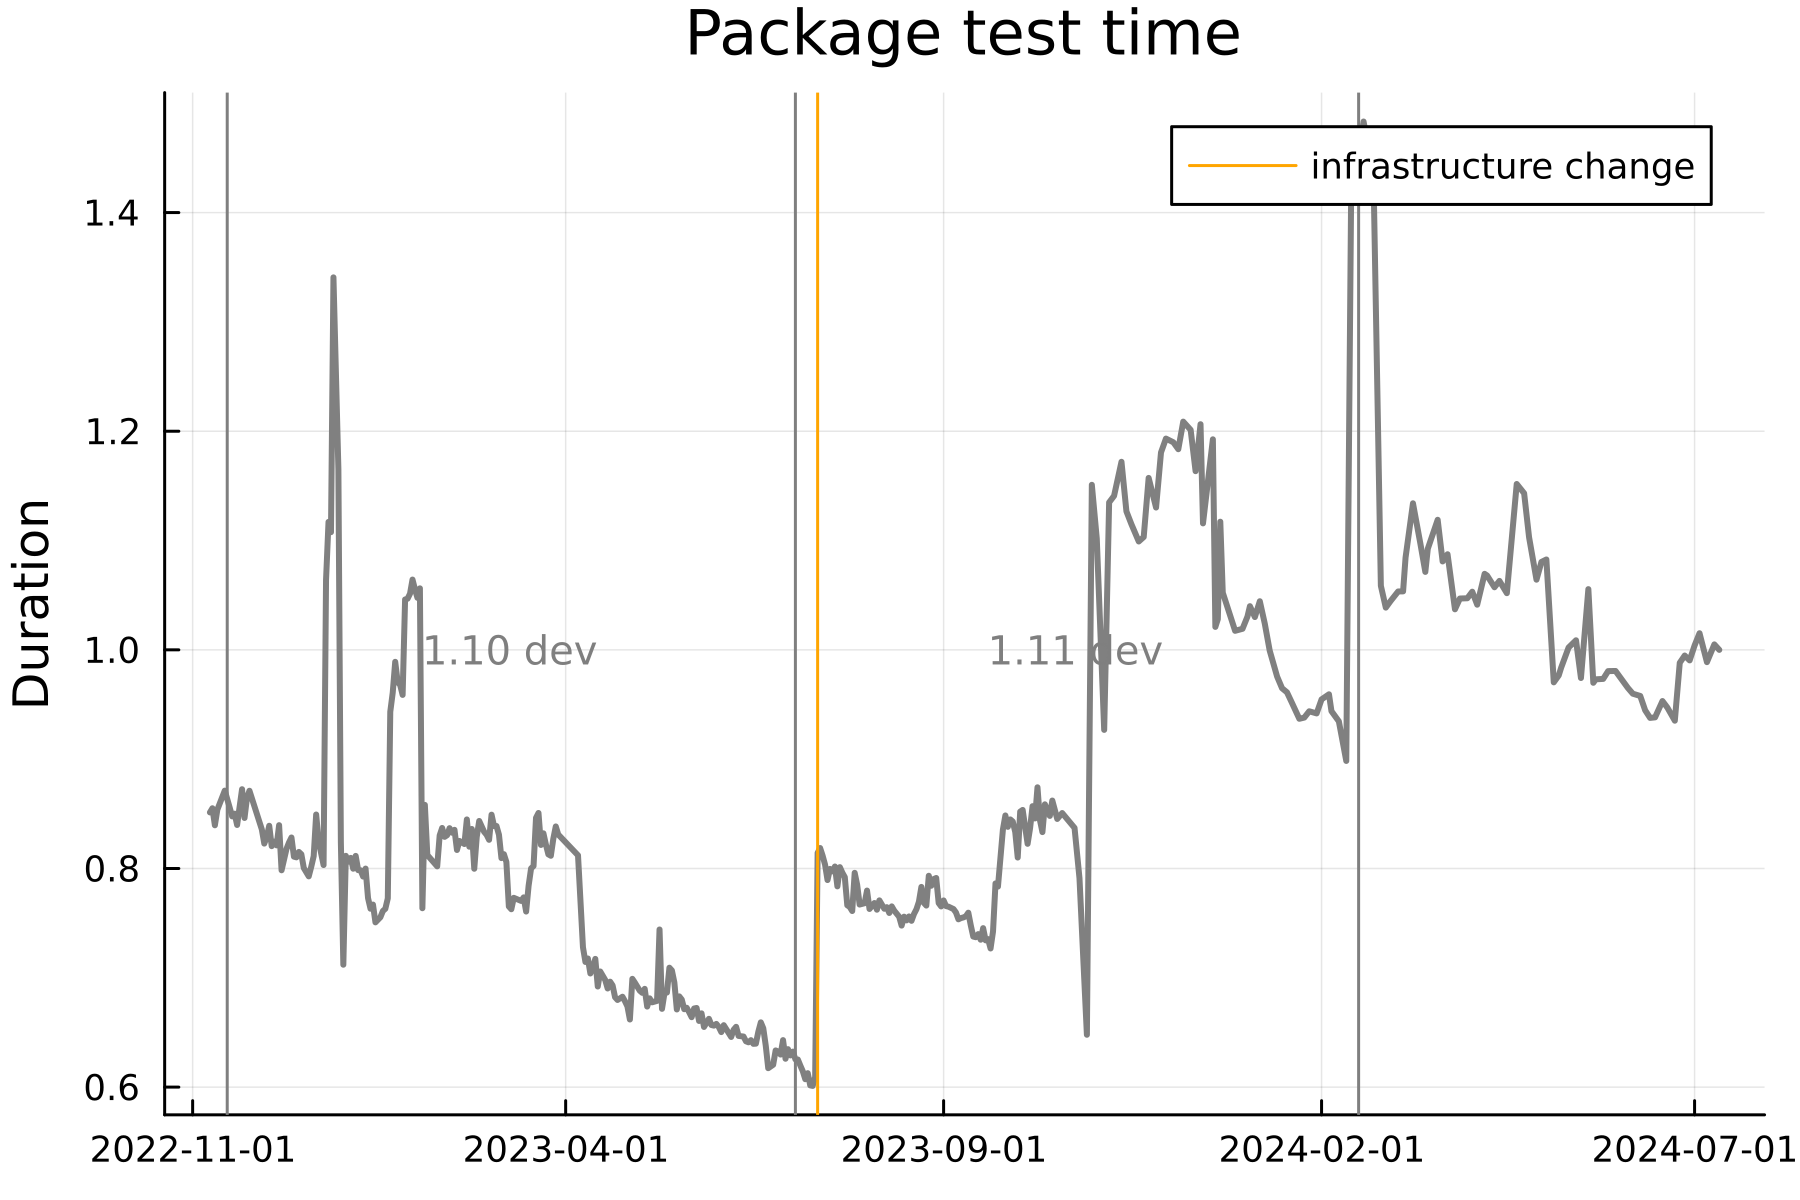 Package test time
infrastructure change
1.4
1.2
1.0
0.8
0.6
Duration
1.10 dev
1.11 dev
2022-11-01
2023-04-01
2023-09-01
2024-02-01
2024-07-01